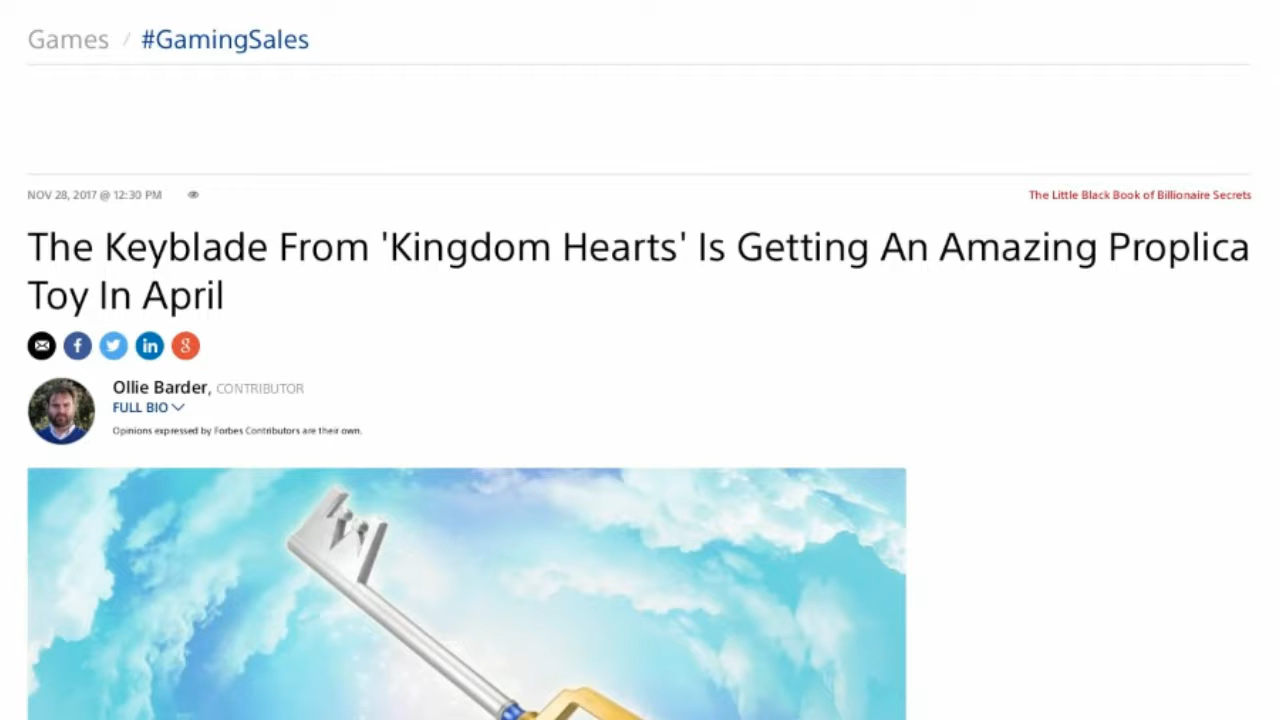 Games / #GamingSales
NOV 28, 2017 @ 12:30 PM
The Little Black Book of Billionaire Secrets
The Keyblade From 'Kingdom Hearts' Is Getting An Amazing Proplica
Toy In April
Ollie Barder, CONTRIBUTOR
FULL BIO
Opinions expressed by Forbes Contributors are their own.